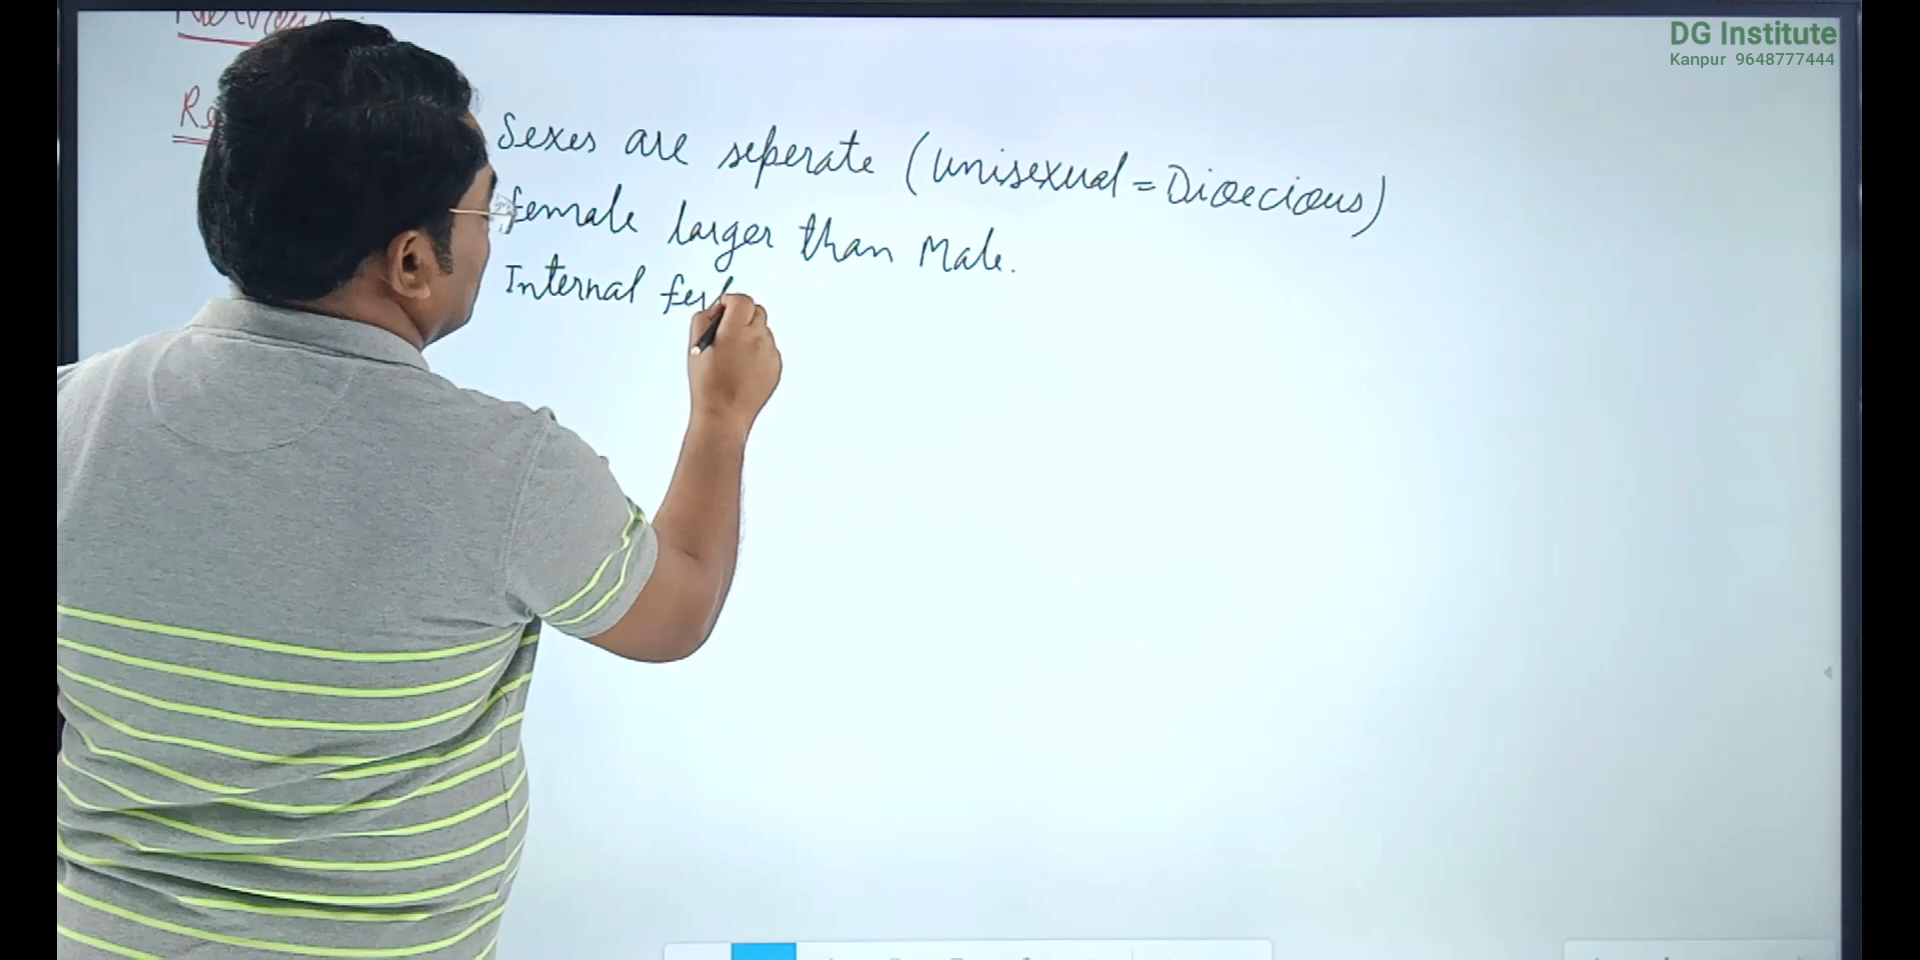 DG Institute
Kanpur 9648777444
Sexes are seperate (Unisexual = Dioecious)
female larger than Male.
Internal